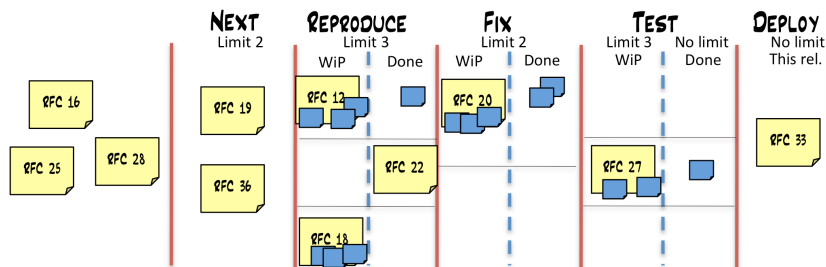 NEXT REPRODUCE FIX TEST DEPLOY
Limit 2 Limit 3 Limit 2 Limit 3 No limit No limit
WiP Done WiP Done WiP Done This rel.
RFC 16
RFC 25
RFC 28
RFC 19
RFC 36
RFC 12
RFC 22
RFC 18
RFC 20
RFC 27
RFC 33